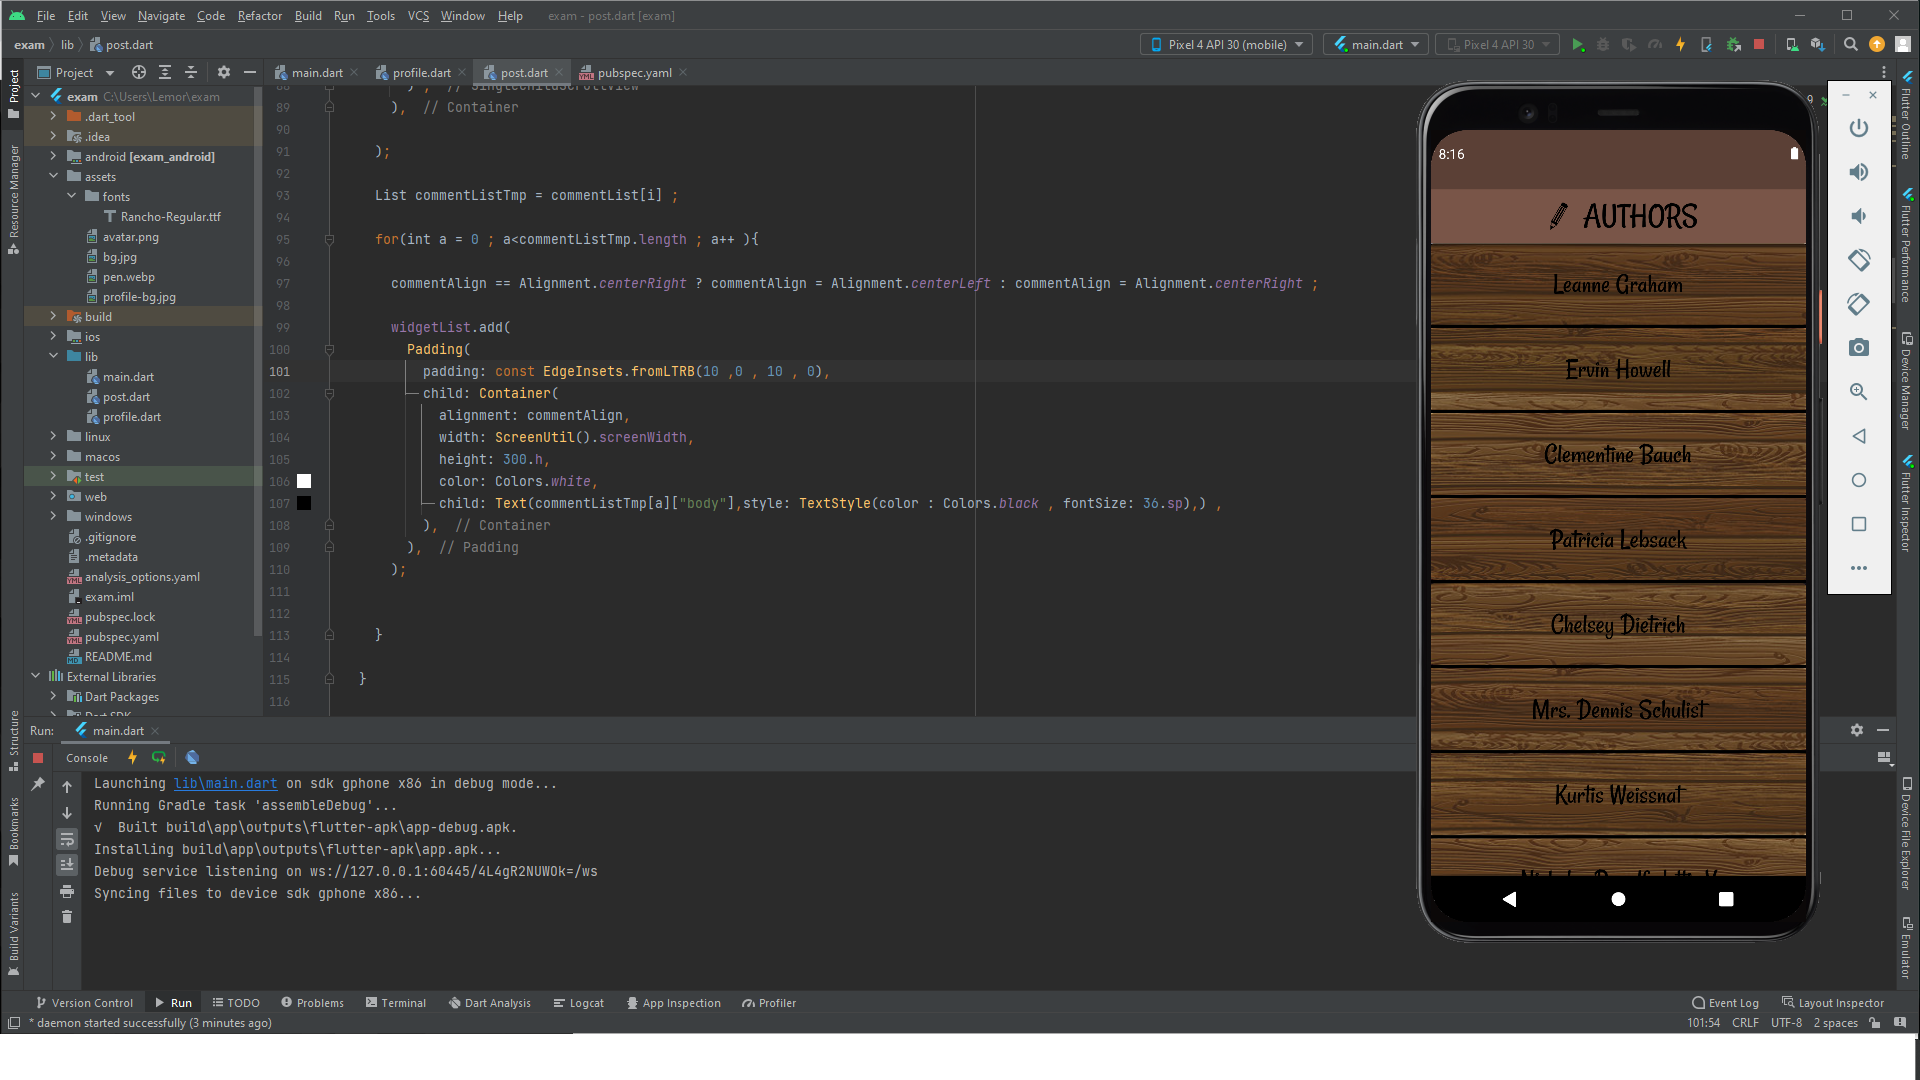 File Edit View Navigate Code Refactor Build Run Tools VCS Window Help exam - post.dart [exam]
exam lib post.dart
Pixel 4 API 30 (mobile) main.dart Pixel 4 API 30
Project
main.dart profile.dart post.dart pubspec.yaml
exam C:\Users\Lemor\exam
.dart_tool
.idea
android [exam_android]
assets
fonts
Rancho-Regular.ttf
avatar.png
bg.jpg
pen.webp
profile-bg.jpg
build
ios
lib
main.dart
post.dart
profile.dart
linux
macos
test
web
windows
.gitignore
.metadata
analysis_options.yaml
exam.iml
pubspec.lock
pubspec.yaml
README.md
External Libraries
Dart Packages
Project
Resource Manager
Structure
Bookmarks
Build Variants
89 ), // Container
90
91 );
92
93 List commentListTmp = commentList[i] ;
94
95 for(int a = 0 ; a<commentListTmp.length ; a++ ){
96
97 commentAlign == Alignment.centerRight ? commentAlign = Alignment.centerLeft : commentAlign = Alignment.centerRight ;
98
99 widgetList.add(
100 Padding(
101 padding: const EdgeInsets.fromLTRB(10 ,0 , 10 , 0),
102 child: Container(
103 alignment: commentAlign,
104 width: ScreenUtil().screenWidth,
105 height: 300.h,
106 color: Colors.white,
107 child: Text(commentListTmp[a]["body"],style: TextStyle(color : Colors.black , fontSize: 36.sp),) ,
108 ), // Container
109 ), // Padding
110 );
111
112
113 }
114
115 }
116
9
8:16
AUTHORS
Leanne Graham
Ervin Howell
Clementine Bauch
Patricia Lebsack
Chelsey Dietrich
Mrs. Dennis Schulist
Kurtis Weissnat
Flutter Outline
Flutter Performance
Device Manager
Flutter Inspector
Device File Explorer
Emulator
Run: main.dart
Console
Launching lib\main.dart on sdk gphone x86 in debug mode...
Running Gradle task 'assembleDebug'...
√ Built build\app\outputs\flutter-apk\app-debug.apk.
Installing build\app\outputs\flutter-apk\app.apk...
Debug service listening on ws://127.0.0.1:60445/4L4gR2NUWOk=/ws
Syncing files to device sdk gphone x86...
Version Control Run TODO Problems Terminal Dart Analysis Logcat App Inspection Profiler Event Log Layout Inspector
* daemon started successfully (3 minutes ago) 101:54 CRLF UTF-8 2 spaces